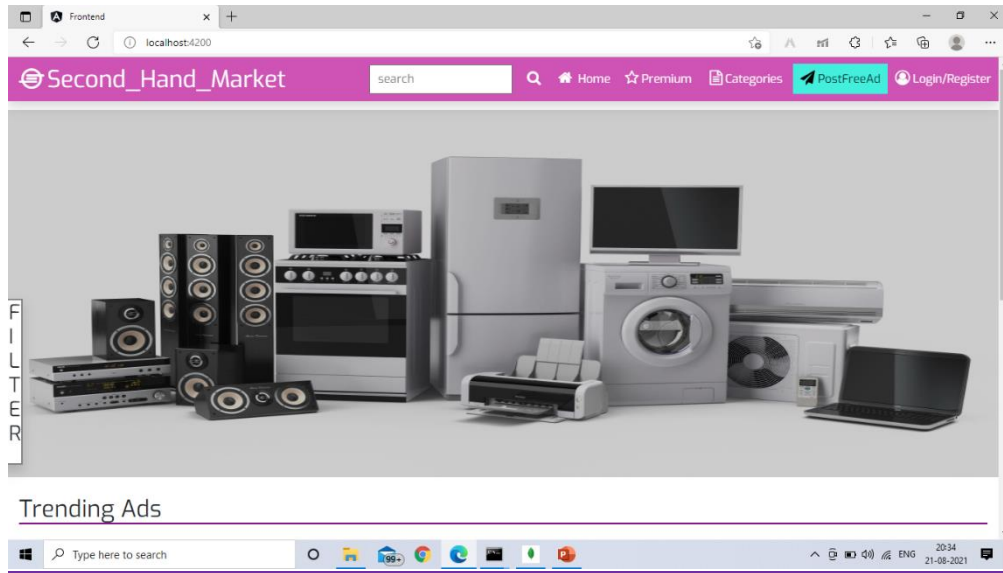 Frontend
localhost:4200
Second_Hand_Market
search
Home
Premium
Categories
PostFreeAd
Login/Register
F
I
L
T
E
R
Trending Ads
Type here to search
99+
ENG
20:34
21-08-2021